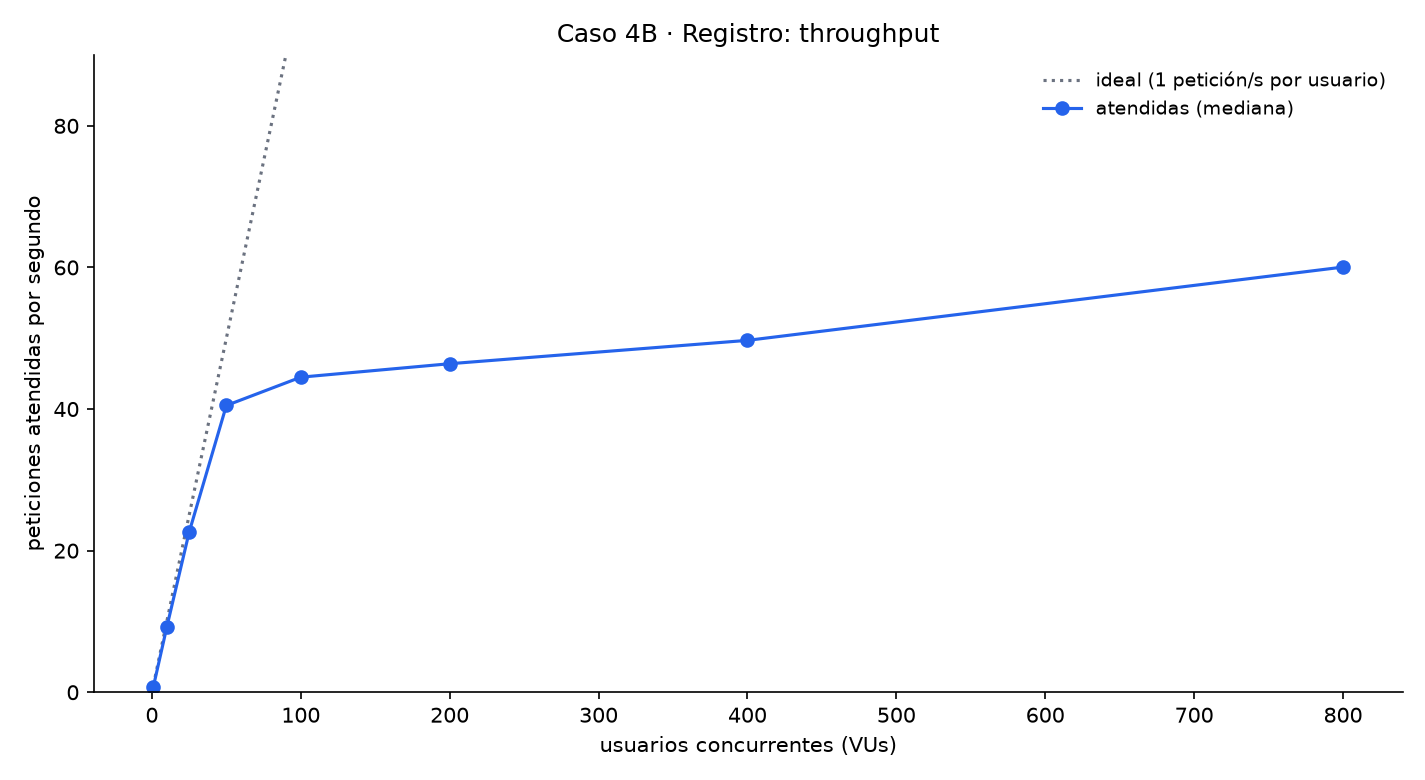 Caso 4B · Registro: throughput
ideal (1 petición/s por usuario)
atendidas (mediana)
peticiones atendidas por segundo
80
60
40
20
0
0 100 200 300 400 500 600 700 800
usuarios concurrentes (VUs)